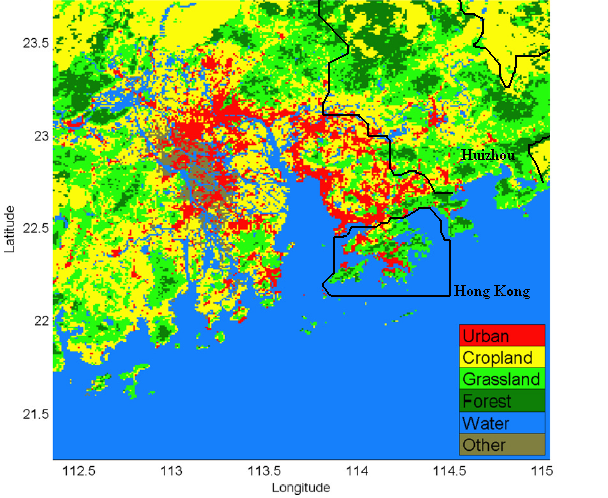 23.5
23
Huizhou
22.5
Latitude
Hong Kong
22
Urban
Cropland
Grassland
Forest
21.5
Water
Other
112.5 113 113.5 114 114.5 115
Longitude